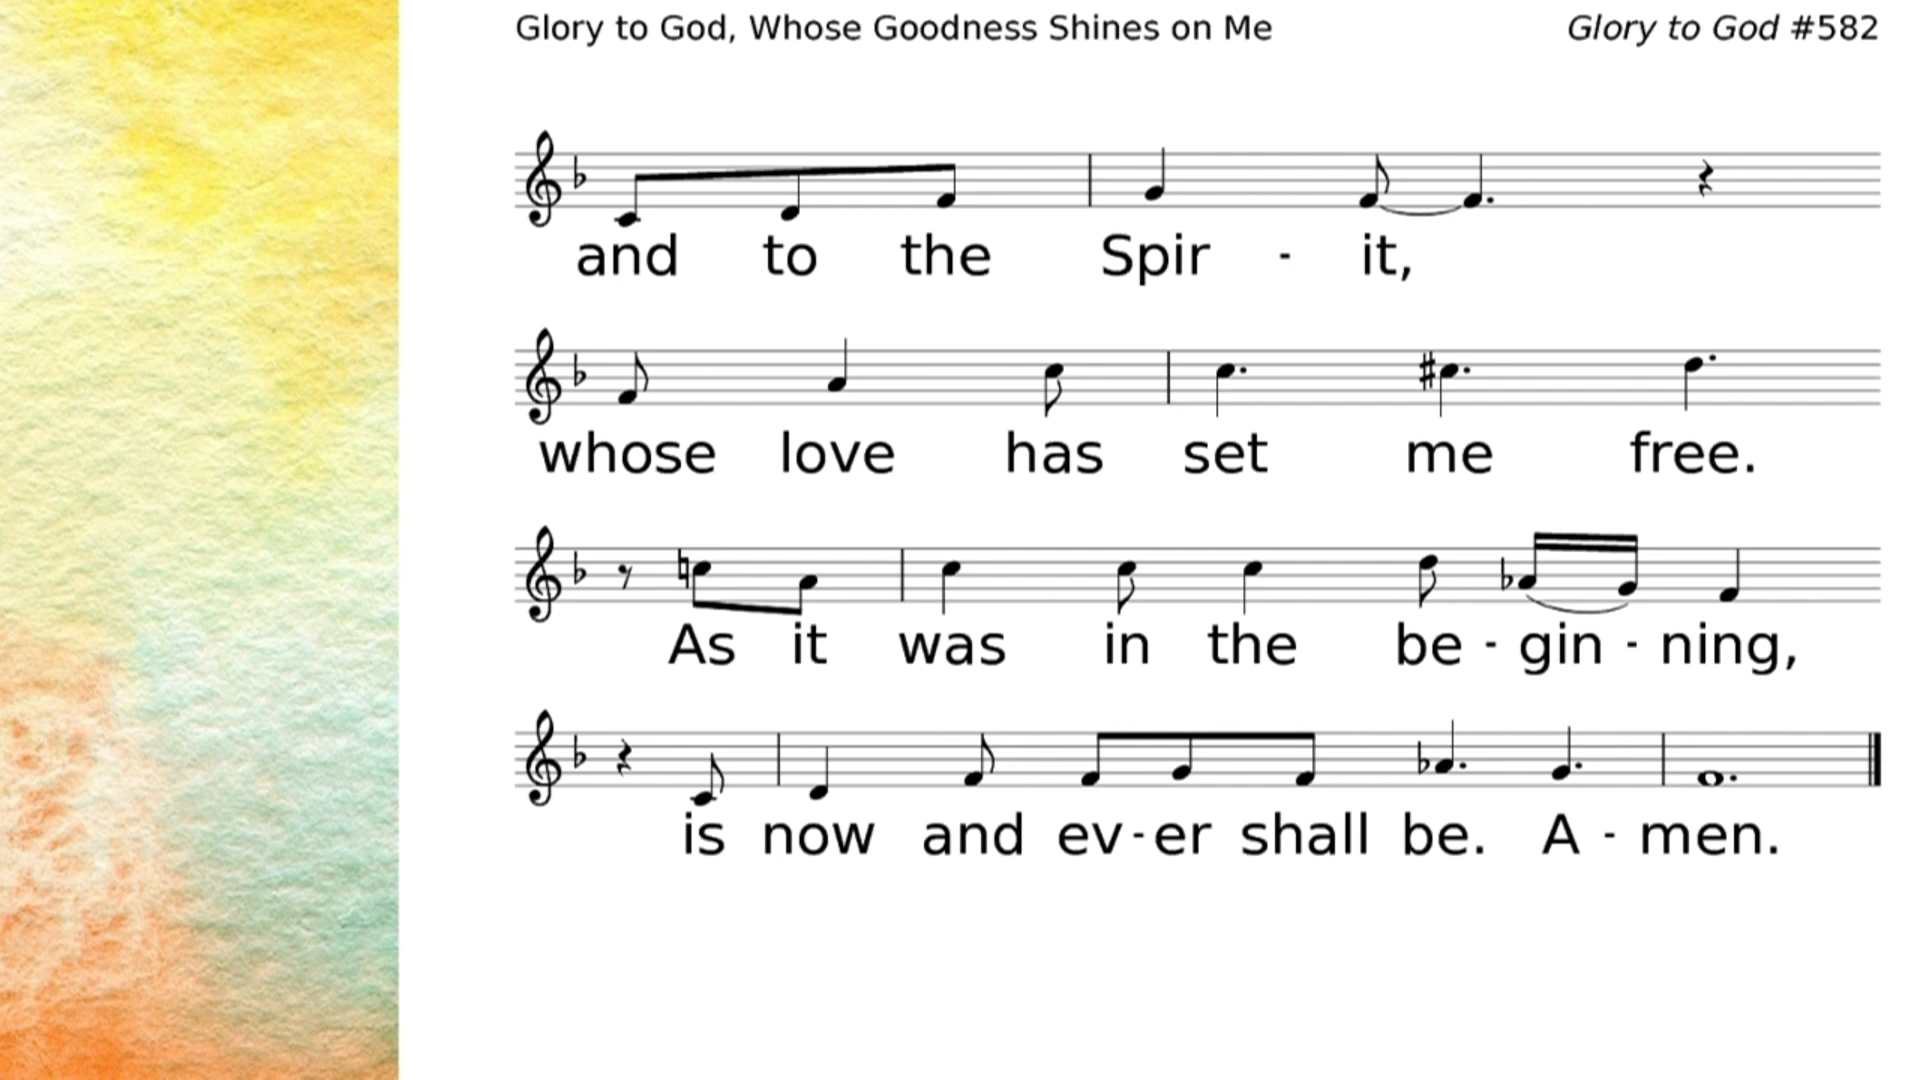 Glory to God, Whose Goodness Shines on Me
Glory to God #582
and to the Spir - it,
whose love has set me free.
As it was in the be - gin - ning,
is now and ev - er shall be. A - men.